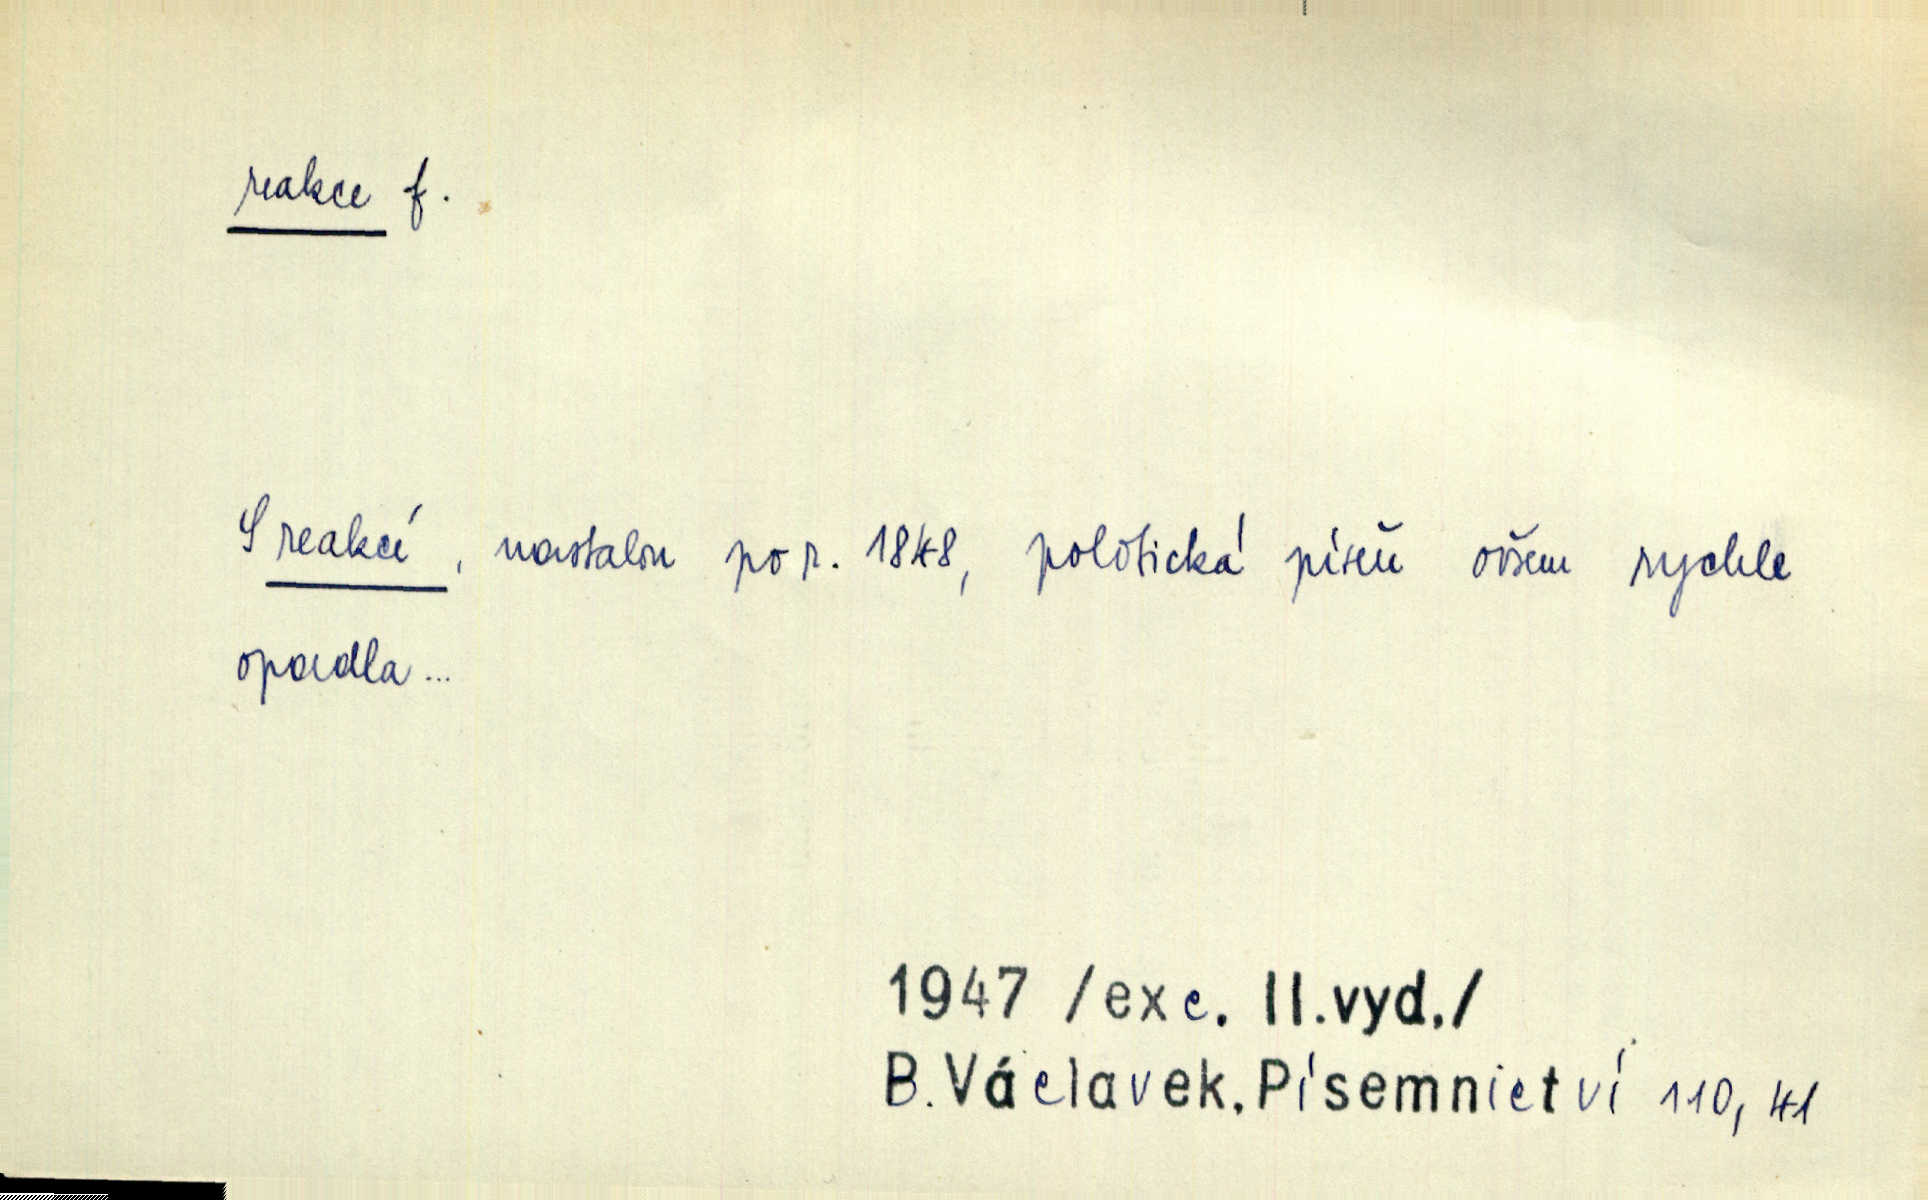 reakce f.
S reakcí, nastalou po r. 1848, politická píseň ovšem rychle
opadla...
1947 /exc. II.vyd./
B.Václavek.Písemnictví 110, 41